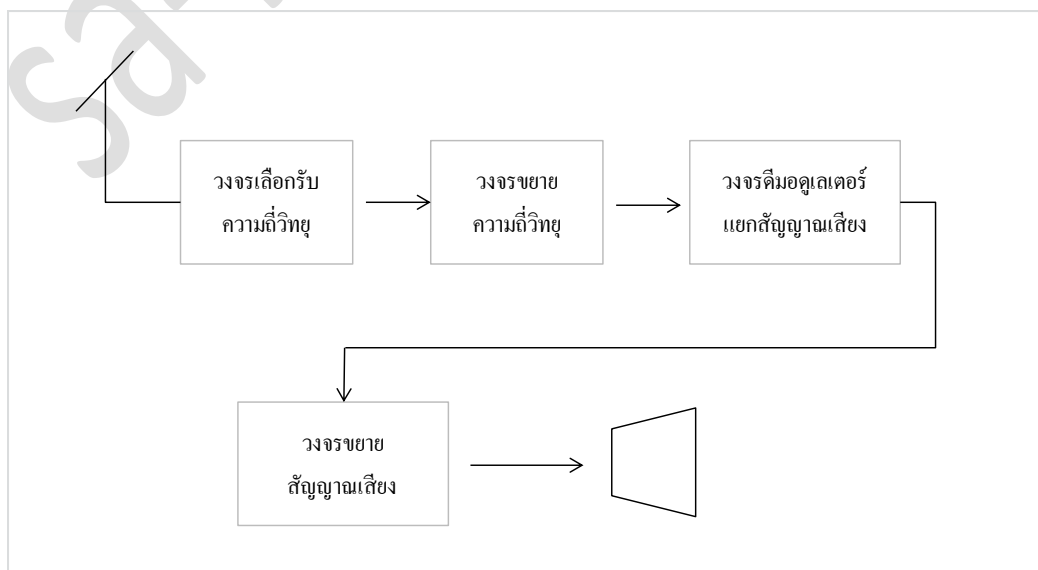 วงจรเลือกรับ
ความถี่วิทยุ
วงจรขยาย
ความถี่วิทยุ
วงจรดีมอดูเลเตอร์
แยกสัญญาณเสียง
วงจรขยาย
สัญญาณเสียง